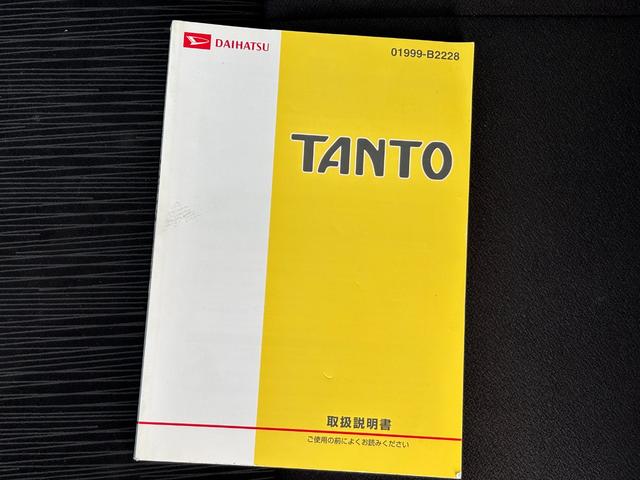 DAIHATSU
01999-B2228
TANTO
取扱説明書
ご使用の前によくお読みください